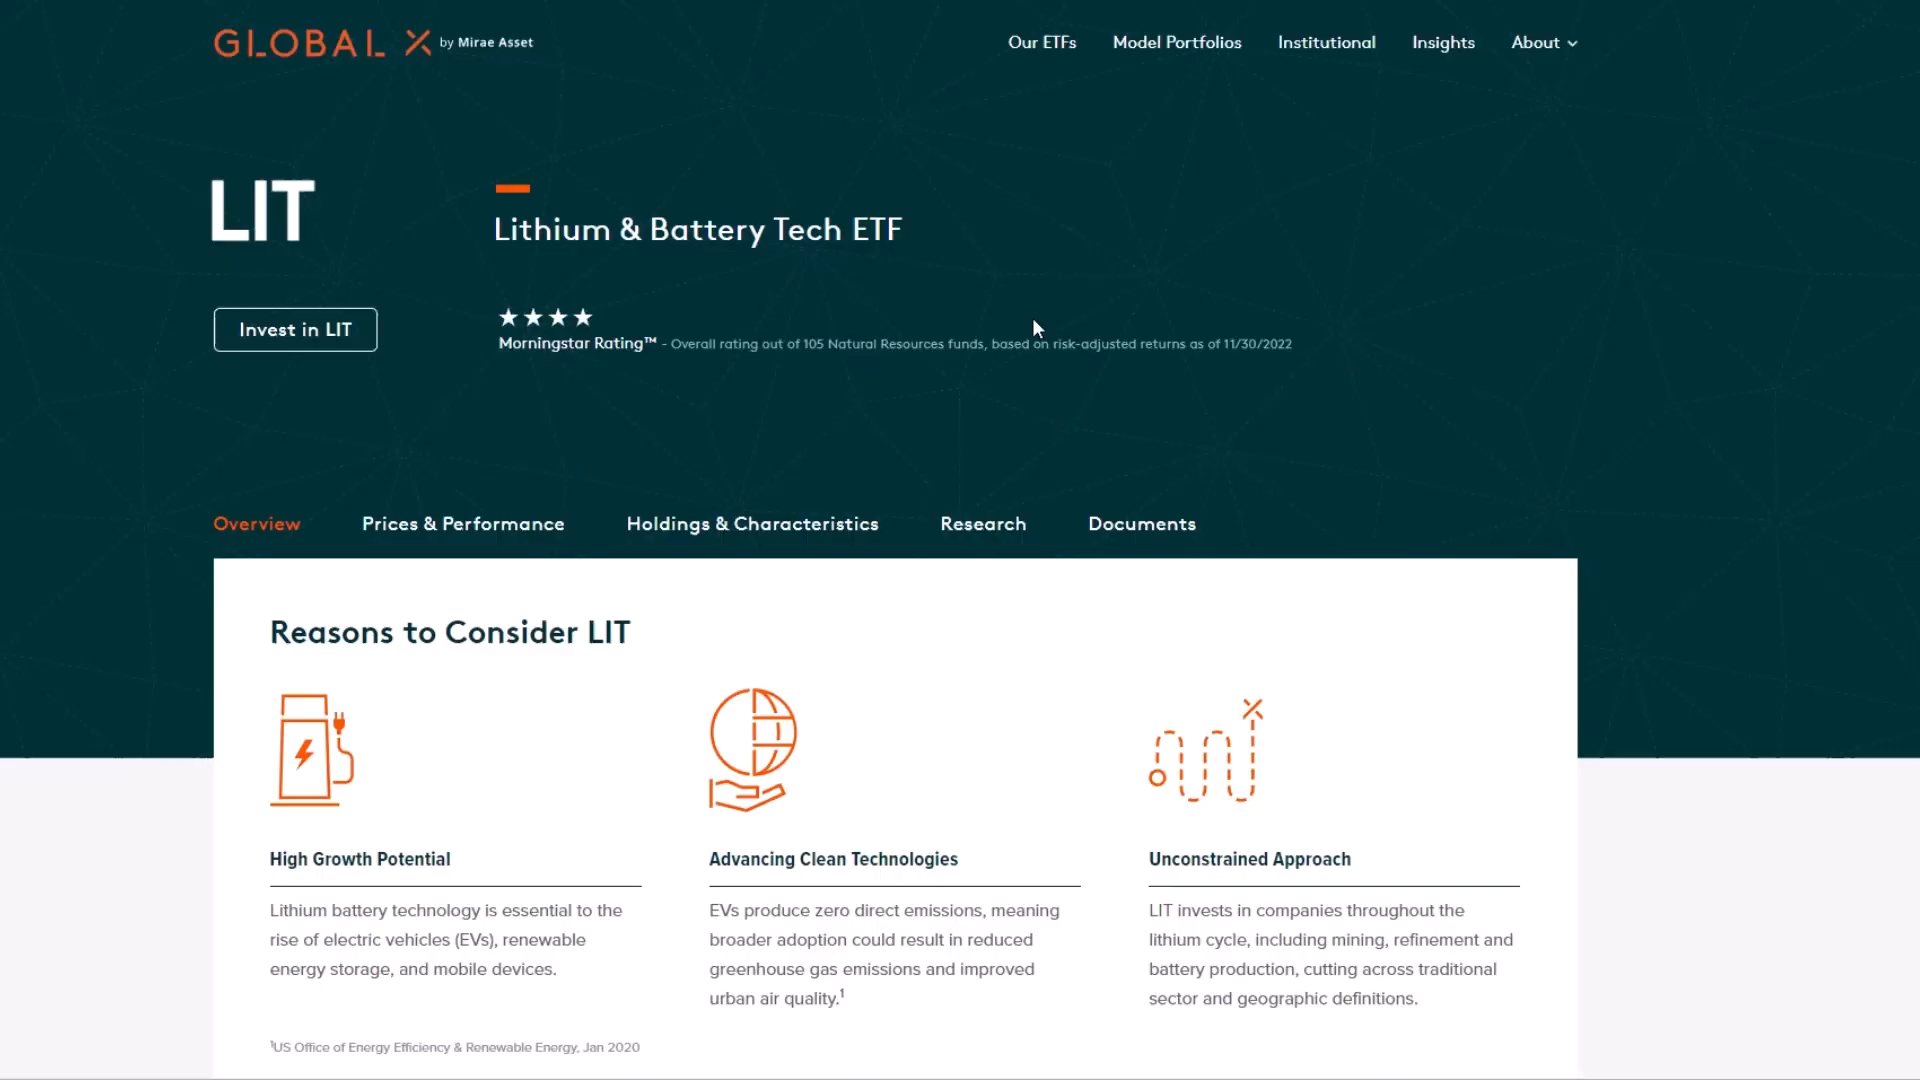 GLOBAL X by Mirae Asset
Our ETFs Model Portfolios Institutional Insights About
LIT
Lithium & Battery Tech ETF
Invest in LIT
★★★★
Morningstar Rating™ - Overall rating out of 105 Natural Resources funds, based on risk-adjusted returns as of 11/30/2022
Overview Prices & Performance Holdings & Characteristics Research Documents
Reasons to Consider LIT
High Growth Potential
Lithium battery technology is essential to the
rise of electric vehicles (EVs), renewable
energy storage, and mobile devices.
Advancing Clean Technologies
EVs produce zero direct emissions, meaning
broader adoption could result in reduced
greenhouse gas emissions and improved
urban air quality.¹
Unconstrained Approach
LIT invests in companies throughout the
lithium cycle, including mining, refinement and
battery production, cutting across traditional
sector and geographic definitions.
¹US Office of Energy Efficiency & Renewable Energy, Jan 2020